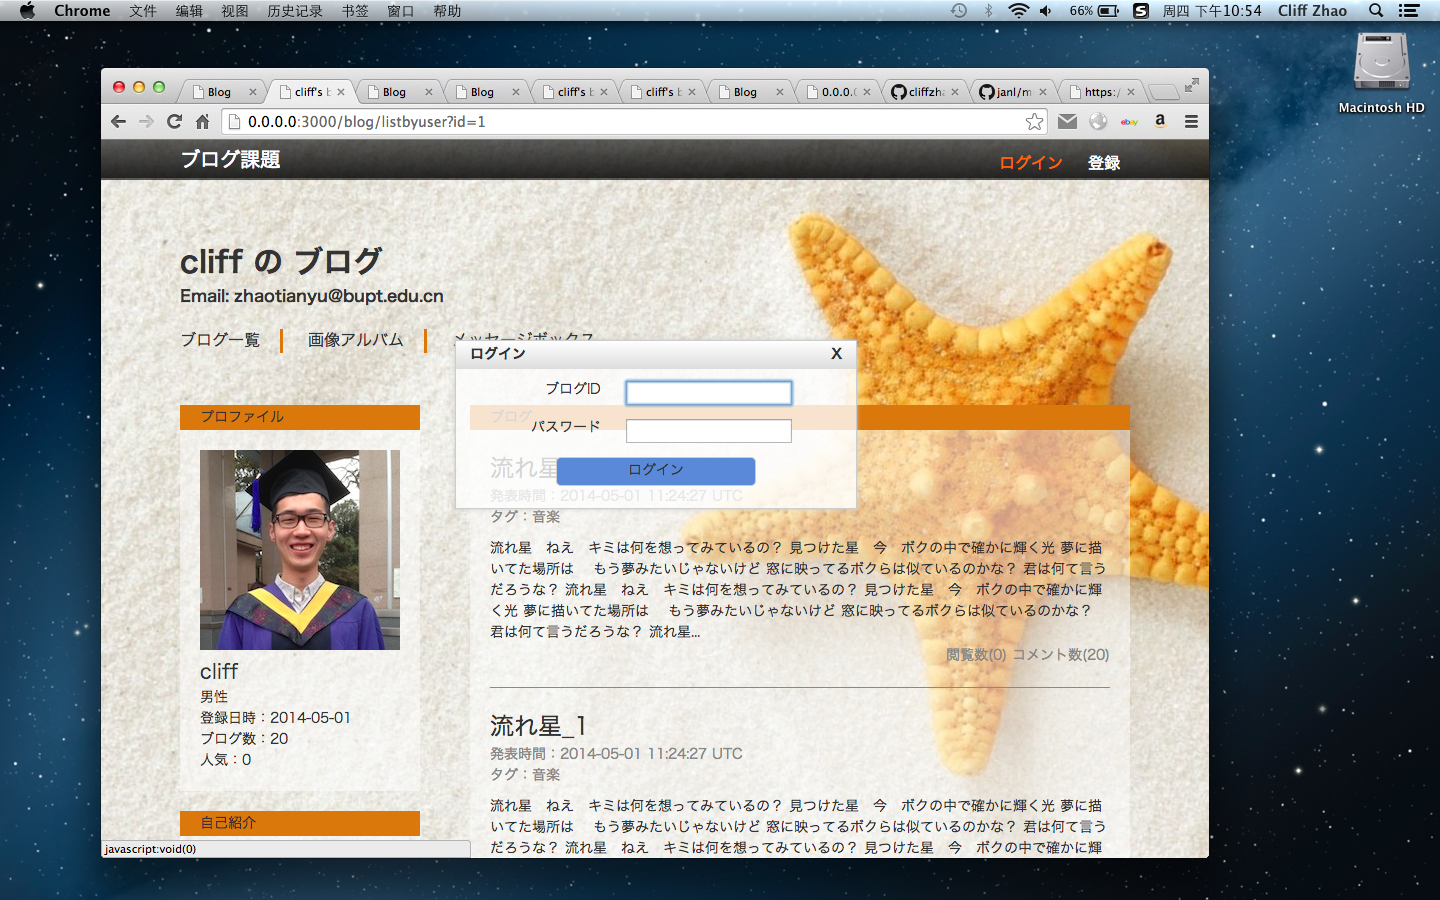 Chrome 文件 编辑 视图 历史记录 书签 窗口 帮助 66% 周四 下午10:54 Cliff Zhao
Macintosh HD
Blog cliff's b Blog Blog cliff's b cliff's b Blog 0.0.0.0 cliffzha janl/m https:/
0.0.0.0:3000/blog/listbyuser?id=1
ブログ課題 ログイン 登録
cliff の ブログ
Email: zhaotianyu@bupt.edu.cn
ブログ一覧 画像アルバム メッセージボックス
ログイン X
ブログID
パスワード
ログイン
プロファイル
cliff
男性
登録日時：2014-05-01
ブログ数：20
人気：0
自己紹介
ブログ
流れ星
発表時間：2014-05-01 11:24:27 UTC
タグ：音楽
流れ星　ねえ　キミは何を想ってみているの？ 見つけた星　今　ボクの中で確かに輝く光 夢に描
いてた場所は　 もう夢みたいじゃないけど 窓に映ってるボクらは似ているのかな？ 君は何て言う
だろうな？ 流れ星　ねえ　キミは何を想ってみているの？ 見つけた星　今　ボクの中で確かに輝
く光 夢に描いてた場所は　 もう夢みたいじゃないけど 窓に映ってるボクらは似ているのかな？
君は何て言うだろうな？ 流れ星...
閲覧数(0) コメント数(20)
流れ星_1
発表時間：2014-05-01 11:24:27 UTC
タグ：音楽
流れ星　ねえ　キミは何を想ってみているの？ 見つけた星　今　ボクの中で確かに輝く光 夢に描
いてた場所は　 もう夢みたいじゃないけど 窓に映ってるボクらは似ているのかな？ 君は何て言う
だろうな？ 流れ星　ねえ　キミは何を想ってみているの？ 見つけた星　今　ボクの中で確かに輝
javascript:void(0)